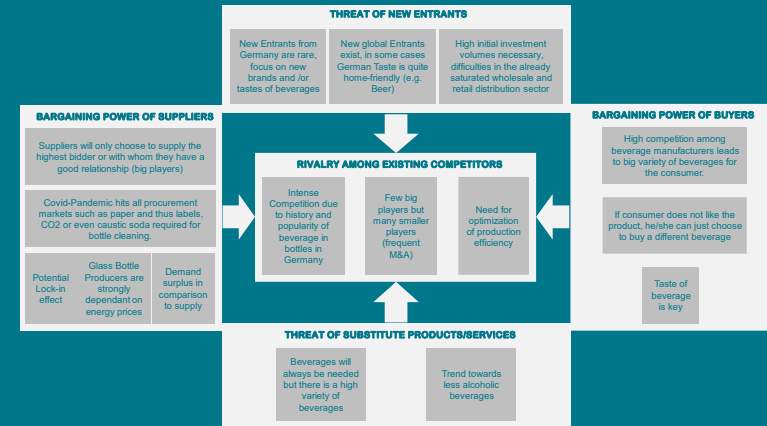 THREAT OF NEW ENTRANTS
New Entrants from
Germany are rare,
focus on new
brands and /or
tastes of beverages
New global Entrants
exist, in some cases
German Taste is quite
home-friendly (e.g.
Beer)
High initial investment
volumes necessary,
difficulties in the already
saturated wholesale and
retail distribution sector
BARGAINING POWER OF SUPPLIERS
Suppliers will only choose to supply the
highest bidder or with whom they have a
good relationship (big players)
Covid-Pandemic hits all procurement
markets such as paper and thus labels,
CO2 or even caustic soda required for
bottle cleaning.
Potential
Lock-in
effect
Glass Bottle
Producers are
strongly
dependant on
energy prices
Demand
surplus in
comparison
to supply
RIVALRY AMONG EXISTING COMPETITORS
Intense
Competition due
to history and
popularity of
beverage in
bottles in
Germany
Few big
players but
many smaller
players
(frequent
M&A)
Need for
optimization
of production
efficiency
BARGAINING POWER OF BUYERS
High competition among
beverage manufacturers leads
to big variety of beverages for
the consumer.
If consumer does not like the
product, he/she can just choose
to buy a different beverage
Taste of
beverage
is key
THREAT OF SUBSTITUTE PRODUCTS/SERVICES
Beverages will
always be needed
but there is a high
variety of
beverages
Trend towards
less alcoholic
beverages